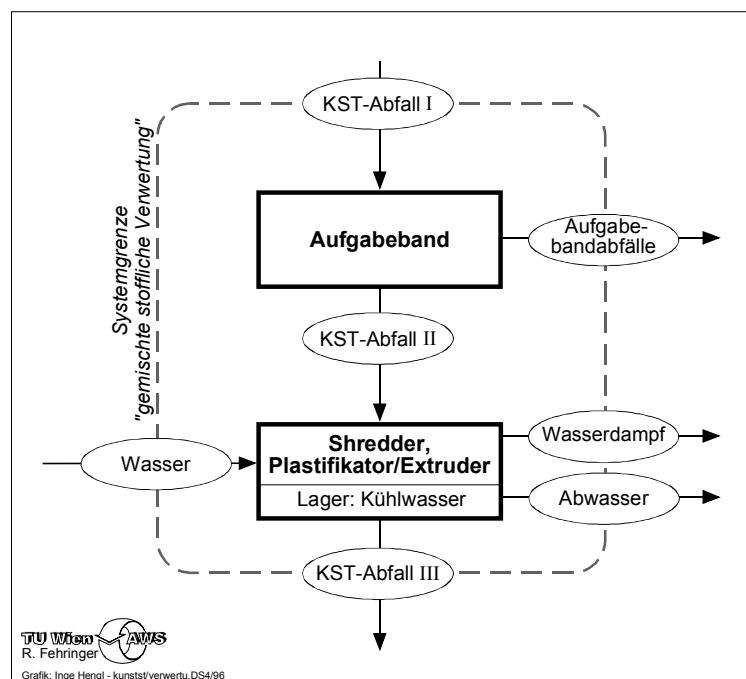 KST-Abfall I
Systemgrenze
"gemischte stoffliche Verwertung"
Aufgabeband
Aufgabe-
bandabfälle
KST-Abfall II
Wasser
Shredder,
Plastifikator/Extruder
Lager: Kühlwasser
Wasserdampf
Abwasser
KST-Abfall III
TU Wien AWS
R. Fehringer
Grafik: Inge Hengl - kunstst/verwertu.DS4/96